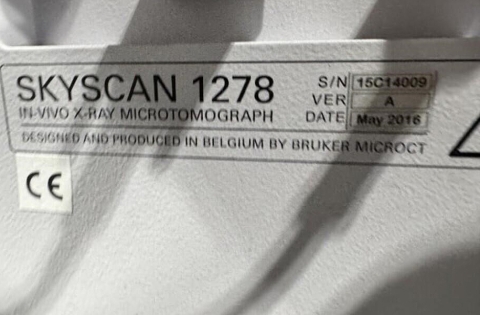 SKYSCAN 1278
IN-VIVO X-RAY MICROTOMOGRAPH
S/N 15C14009
VER A
DATE May 2016
DESIGNED AND PRODUCED IN BELGIUM BY BRUKER MICROCT
CE